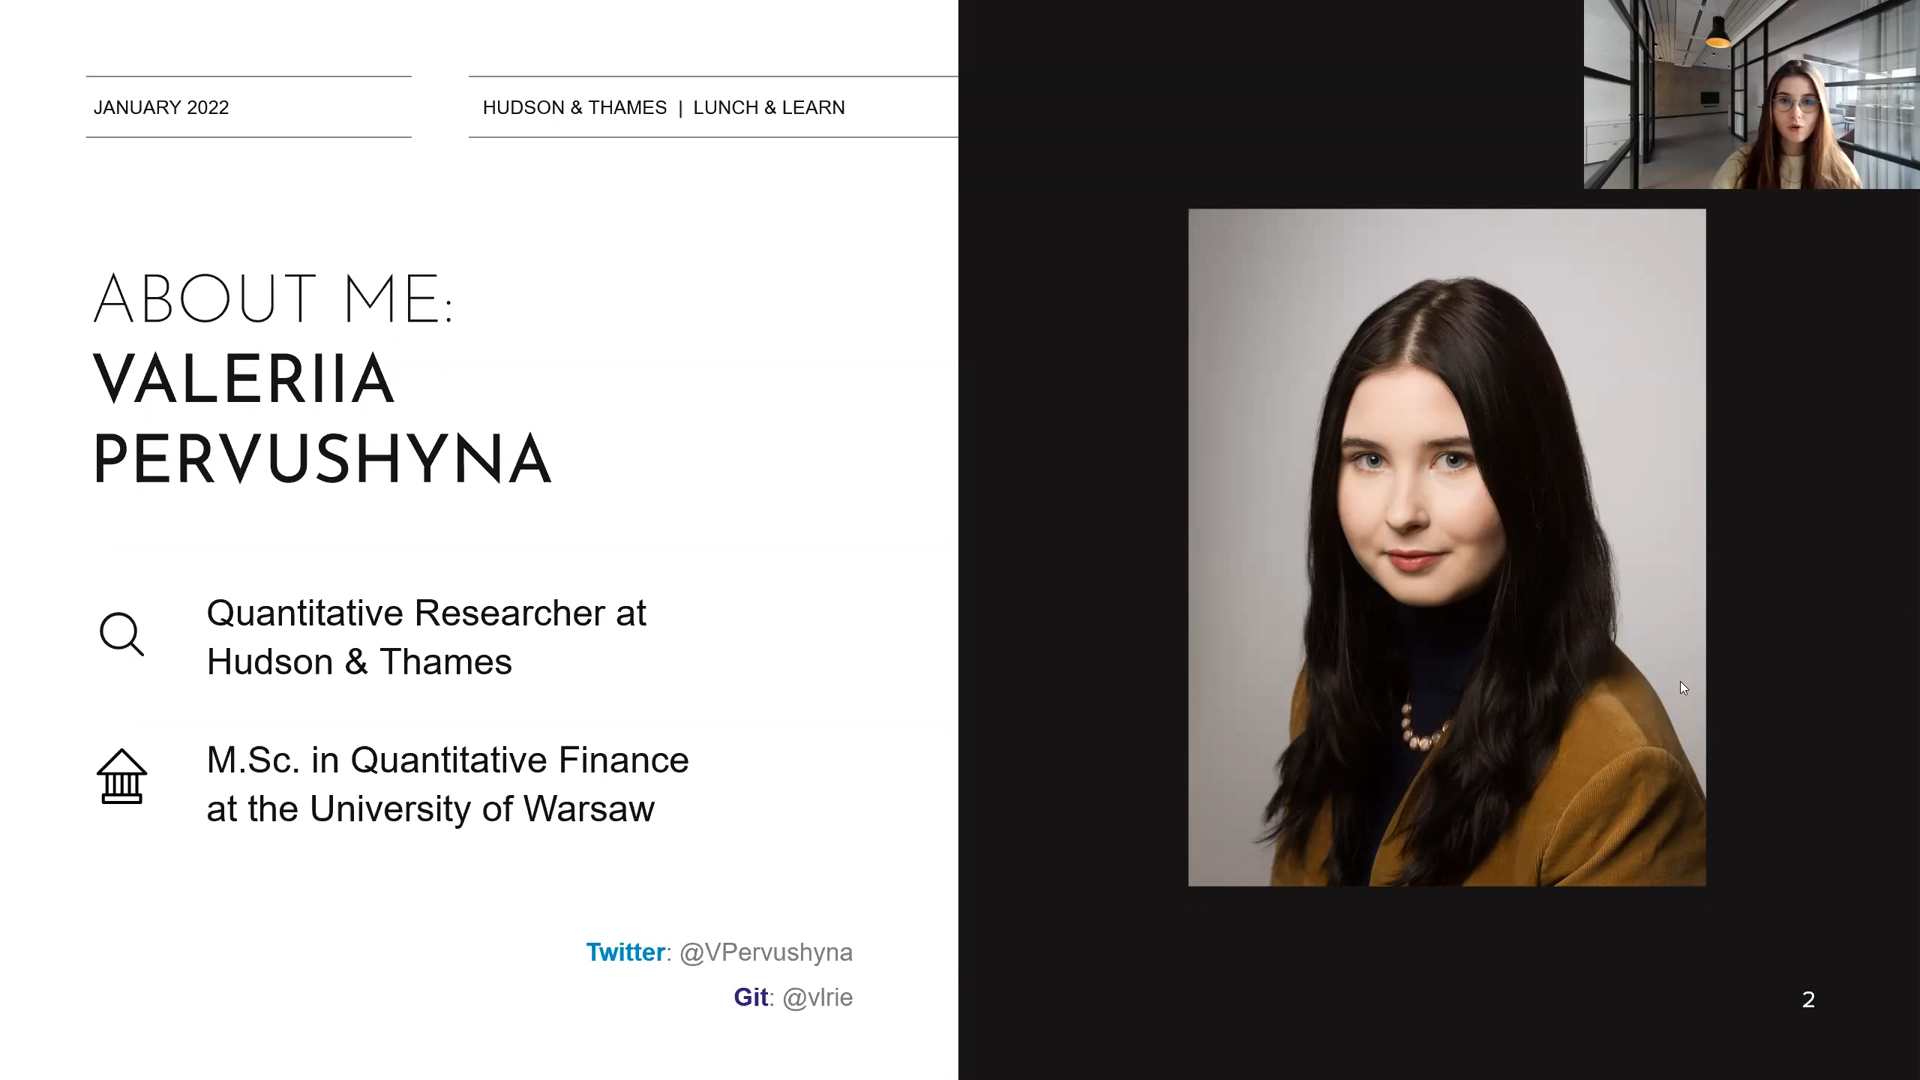 JANUARY 2022
HUDSON & THAMES | LUNCH & LEARN
ABOUT ME:
VALERIIA
PERVUSHYNA
Quantitative Researcher at
Hudson & Thames
M.Sc. in Quantitative Finance
at the University of Warsaw
Twitter: @VPervushyna
Git: @vlrie
2